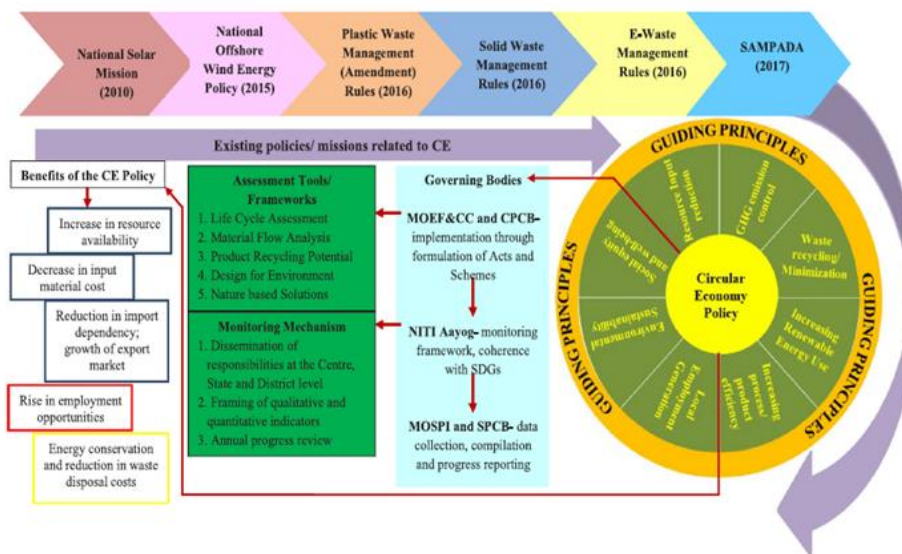 National Solar
Mission
(2010)
National
Offshore
Wind Energy
Policy (2015)
Plastic Waste
Management
(Amendment)
Rules (2016)
Solid Waste
Management
Rules (2016)
E-Waste
Management
Rules (2016)
SAMPADA
(2017)
Existing policies/ missions related to CE
Benefits of the CE Policy
Increase in resource
availability
Decrease in input
material cost
Reduction in import
dependency;
growth of export
market
Rise in employment
opportunities
Energy conservation
and reduction in waste
disposal costs
Assessment Tools/
Frameworks
1. Life Cycle Assessment
2. Material Flow Analysis
3. Product Recycling Potential
4. Design for Environment
5. Nature based Solutions
Monitoring Mechanism
1. Dissemination of
responsibilities at the Centre,
State and District level
2. Framing of qualitative and
quantitative indicators
3. Annual progress review
Governing Bodies
MOEF&CC and CPCB-
implementation through
formulation of Acts and
Schemes
NITI Aayog- monitoring
framework, coherence
with SDGs
MOSPI and SPCB- data
collection, compilation
and progress reporting
GUIDING PRINCIPLES
GUIDING PRINCIPLES
GUIDING PRINCIPLES
Resource Input
reduction
GHG emission
control
Waste
recycling/
Minimization
Increasing
Renewable
Energy Use
Increasing
process/
product
efficiency
Local
Employment
Generation
Environmental
Sustainability
Social equity
and well-being
Circular
Economy
Policy